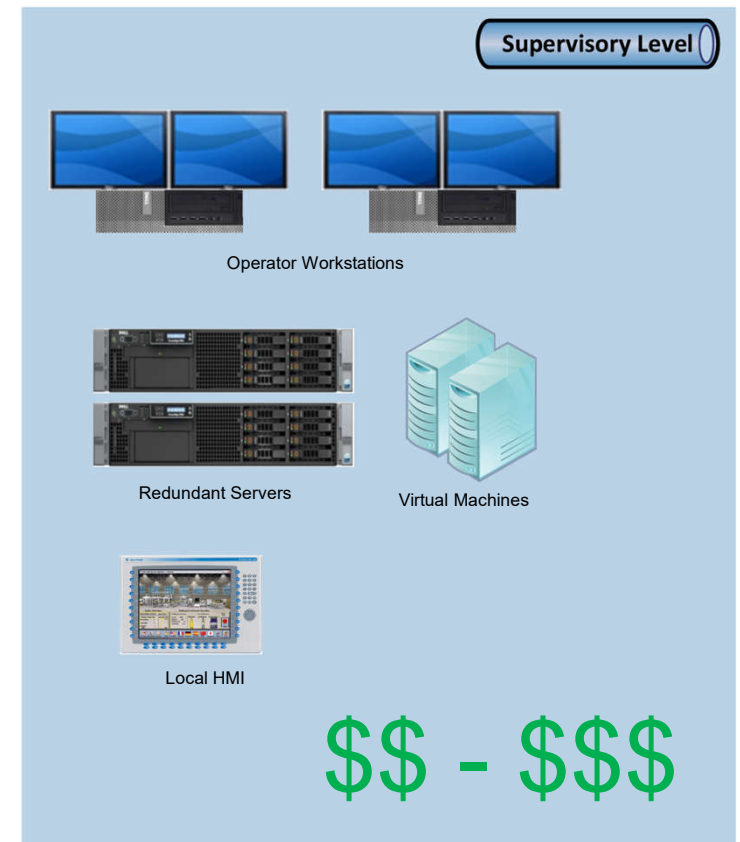 Supervisory Level
Operator Workstations
Redundant Servers
Virtual Machines
Local HMI
$$ - $$$